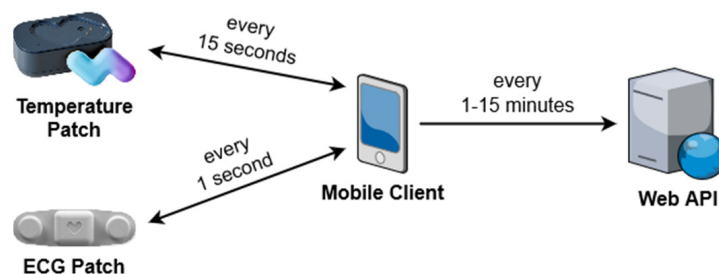 every
15 seconds
Temperature
Patch
every
1-15 minutes
every
1 second
Mobile Client
Web API
ECG Patch